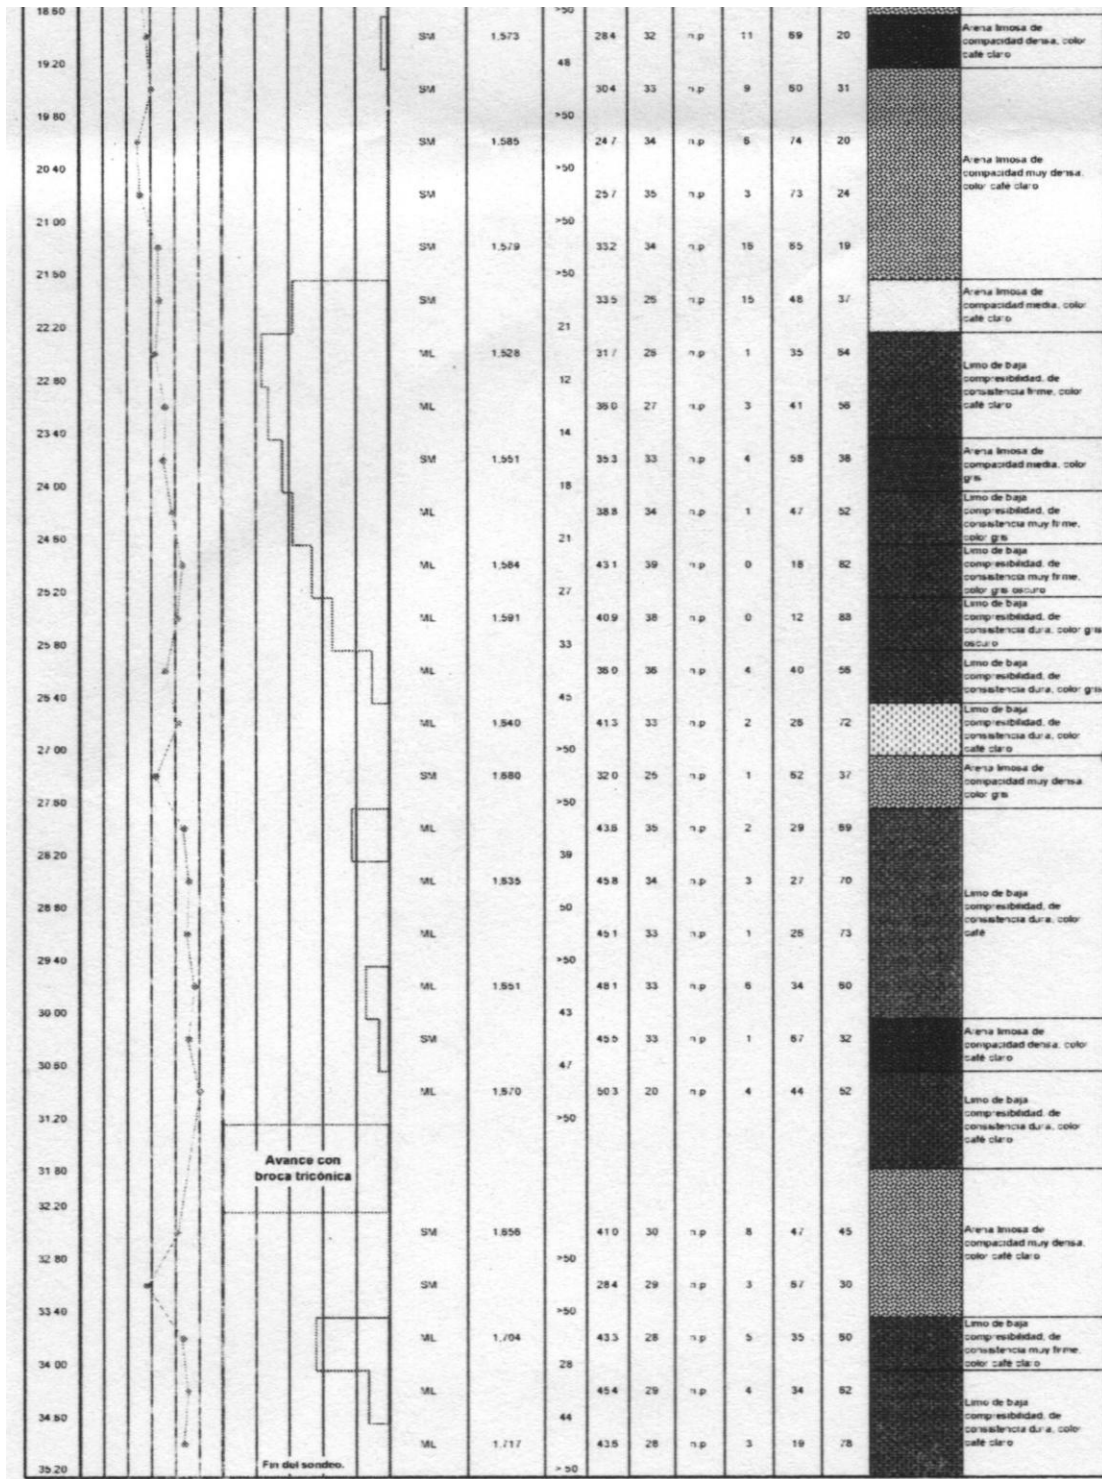 18.60 >50
SM 1,573 28.4 32 n.p 11 69 20 Arena limosa de
compacidad densa, color
café claro
19.20 48
SM 30.4 33 n.p 9 60 31
19.80 >50
SM 1,585 24.7 34 n.p 6 74 20
20.40 >50 Arena limosa de
compacidad muy densa,
color café claro
SM 25.7 35 n.p 3 73 24
21.00 >50
SM 1,579 33.2 34 n.p 16 65 19
21.60 >50
SM 33.5 25 n.p 15 48 37 Arena limosa de
compacidad media, color
café claro
22.20 21
ML 1,528 31.7 26 n.p 1 35 64
22.80 12 Limo de baja
compresibilidad, de
consistencia firme, color
café claro
ML 36.0 27 n.p 3 41 56
23.40 14
SM 1,551 35.3 33 n.p 4 58 38 Arena limosa de
compacidad media, color
gris
24.00 18
ML 38.8 34 n.p 1 47 52 Limo de baja
compresibilidad, de
consistencia muy firme,
color gris
24.60 21
ML 1,584 43.1 39 n.p 0 18 82 Limo de baja
compresibilidad, de
consistencia muy firme,
color gris oscuro
25.20 27
ML 1,591 40.9 38 n.p 0 12 88 Limo de baja
compresibilidad, de
consistencia dura, color gris
oscuro
25.80 33
ML 36.0 36 n.p 4 40 56 Limo de baja
compresibilidad, de
consistencia dura, color gris
26.40 45
ML 1,640 41.3 33 n.p 2 26 72 Limo de baja
compresibilidad, de
consistencia dura, color
café claro
27.00 >50
SM 1,680 32.0 25 n.p 1 62 37 Arena limosa de
compacidad muy densa,
color gris
27.60 >50
ML 43.6 35 n.p 2 29 69
28.20 39
ML 1,635 45.8 34 n.p 3 27 70
28.80 50 Limo de baja
compresibilidad, de
consistencia dura, color
café
ML 45.1 33 n.p 1 26 73
29.40 >50
ML 1,651 48.1 33 n.p 6 34 60
30.00 43
SM 45.5 33 n.p 1 67 32 Arena limosa de
compacidad densa, color
café claro
30.60 47
ML 1,670 50.3 20 n.p 4 44 52
31.20 >50 Limo de baja
compresibilidad, de
consistencia dura, color
café claro
Avance con
31.80 broca tricónica
32.20
SM 1,656 41.0 30 n.p 8 47 45 Arena limosa de
compacidad muy densa,
color café claro
32.80 >50
SM 28.4 29 n.p 3 67 30
33.40 >50
ML 1,704 43.3 28 n.p 5 35 60 Limo de baja
compresibilidad, de
consistencia muy firme,
color café claro
34.00 28
ML 45.4 29 n.p 4 34 62
34.60 44 Limo de baja
compresibilidad, de
consistencia dura, color
café claro
ML 1,717 43.6 28 n.p 3 19 78
35.20 Fin del sondeo. > 50